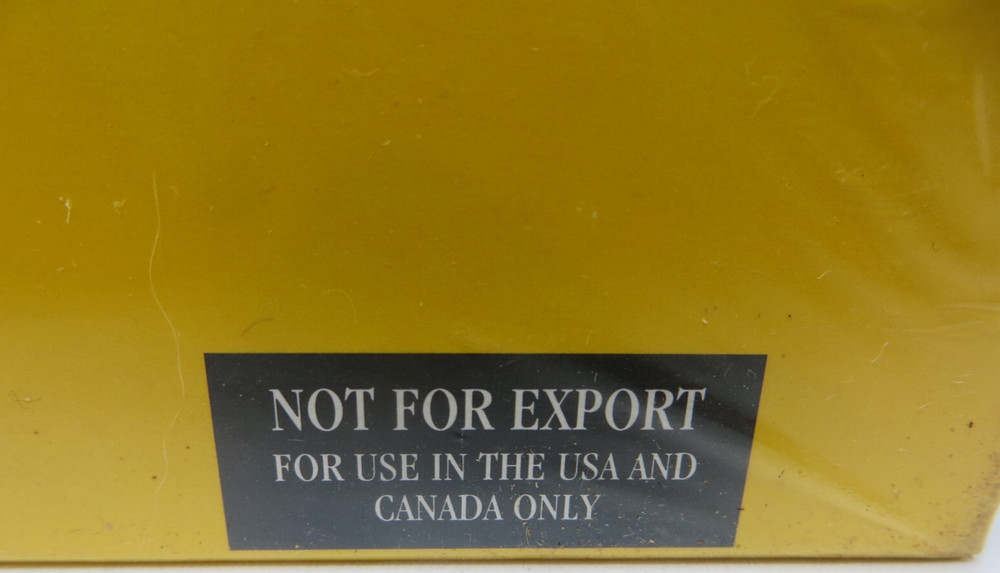 NOT FOR EXPORT
FOR USE IN THE USA AND
CANADA ONLY